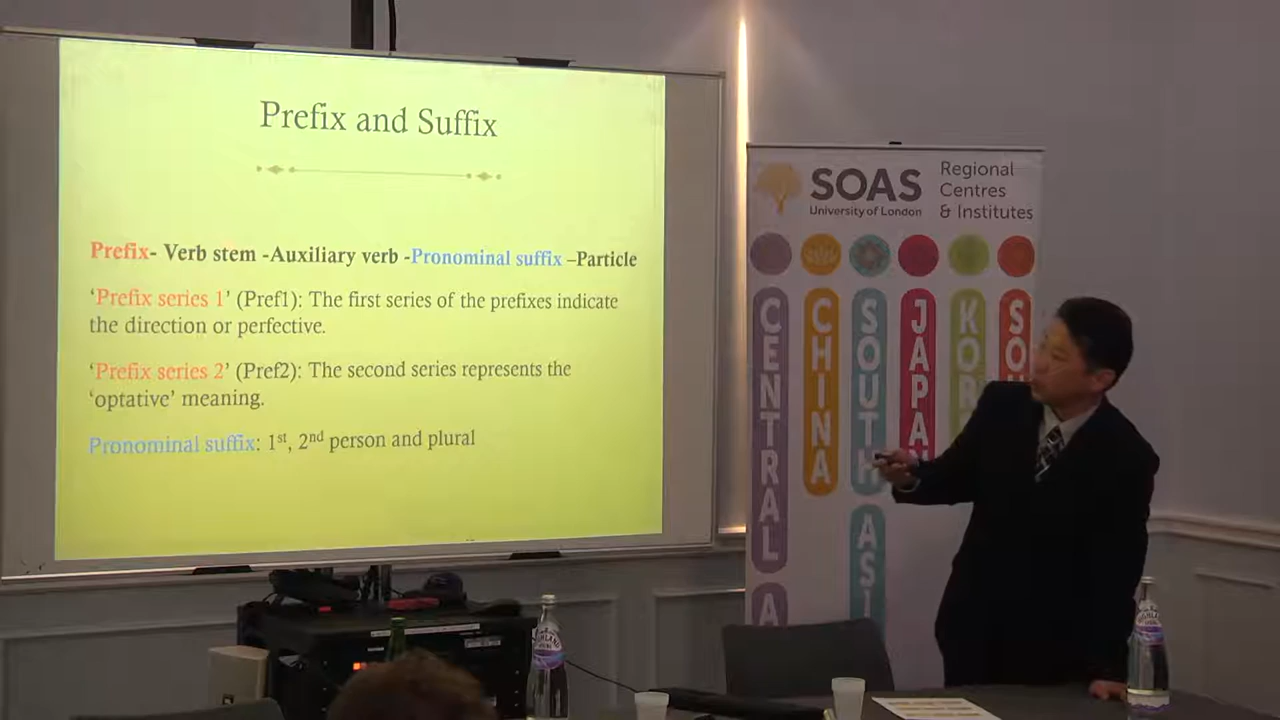 Prefix and Suffix
Prefix- Verb stem -Auxiliary verb -Pronominal suffix –Particle
‘Prefix series 1’ (Pref1): The first series of the prefixes indicate
the direction or perfective.
‘Prefix series 2’ (Pref2): The second series represents the
‘optative’ meaning.
Pronominal suffix: 1st, 2nd person and plural
SOAS
University of London
Regional
Centres
& Institutes
CENTRAL A
CHINA
SOUTH ASI
JAPAN
KOR
SOU